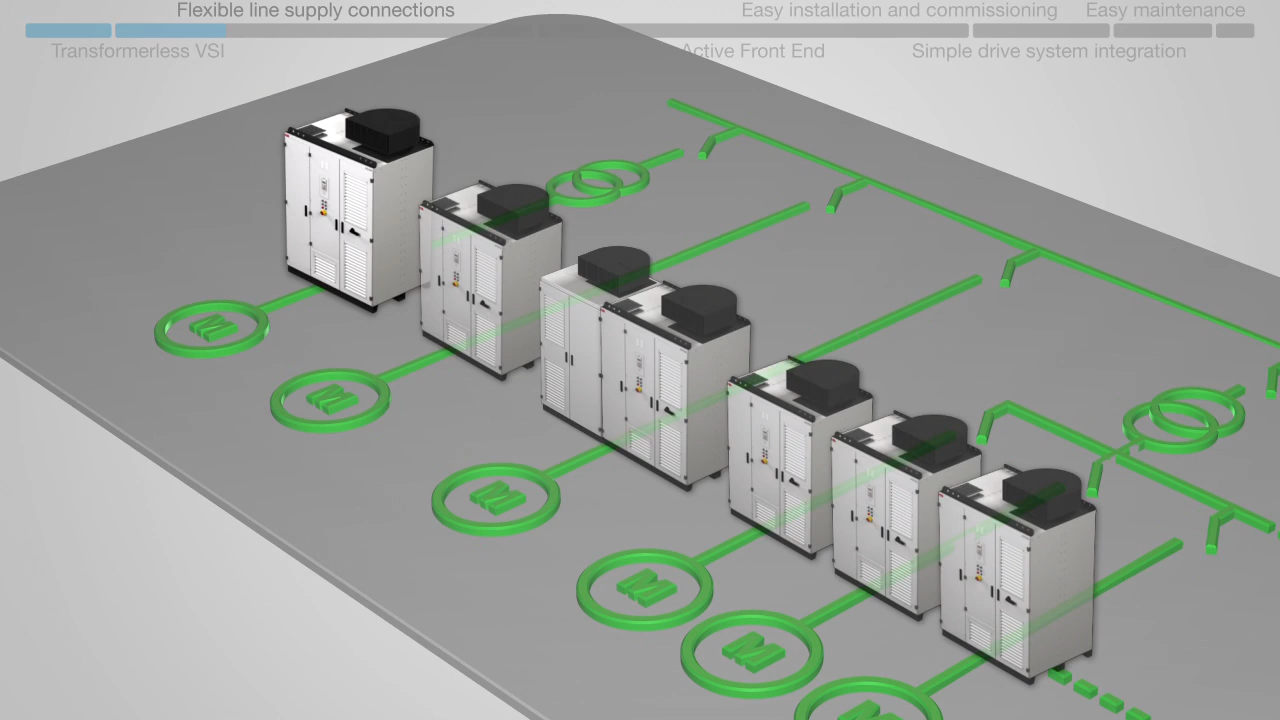 Flexible line supply connections
Easy installation and commissioning
Easy maintenance
Transformerless VSI
Active Front End
Simple drive system integration
M
M
M
M
M
M